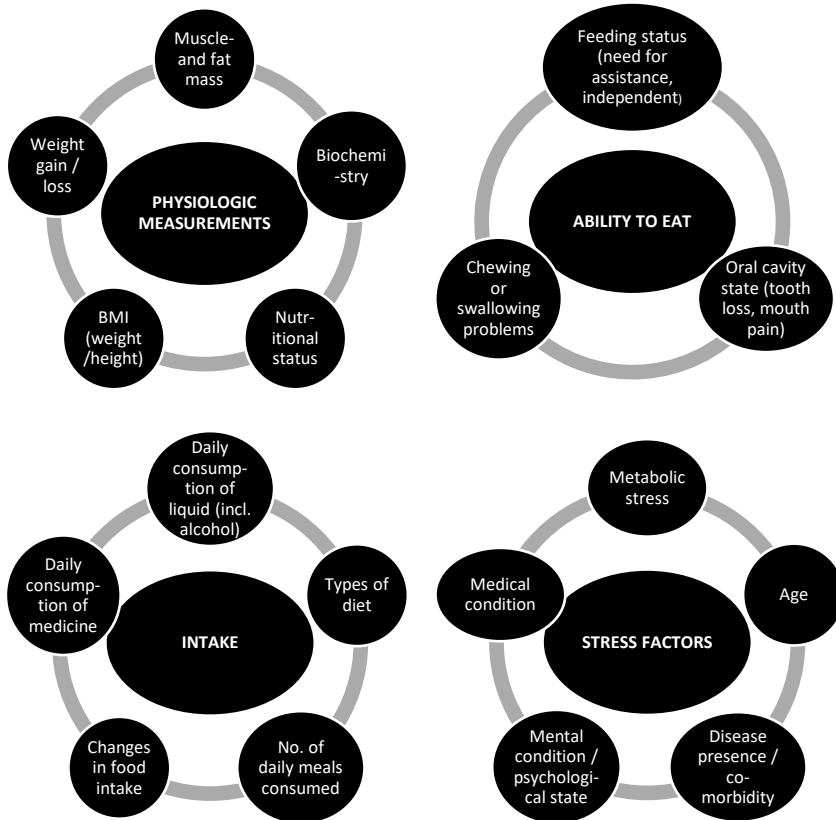 Muscle-
and fat
mass
Weight
gain /
loss
Biochemi
-stry
PHYSIOLOGIC
MEASUREMENTS
BMI
(weight
/height)
Nutr-
itional
status
Feeding status
(need for
assistance,
independent)
ABILITY TO EAT
Chewing
or
swallowing
problems
Oral cavity
state (tooth
loss, mouth
pain)
Daily
consump-
tion of
liquid (incl.
alcohol)
Daily
consump-
tion of
medicine
Types of
diet
INTAKE
Changes
in food
intake
No. of
daily meals
consumed
Metabolic
stress
Medical
condition
Age
STRESS FACTORS
Mental
condition /
psychologi-
cal state
Disease
presence /
co-
morbidity